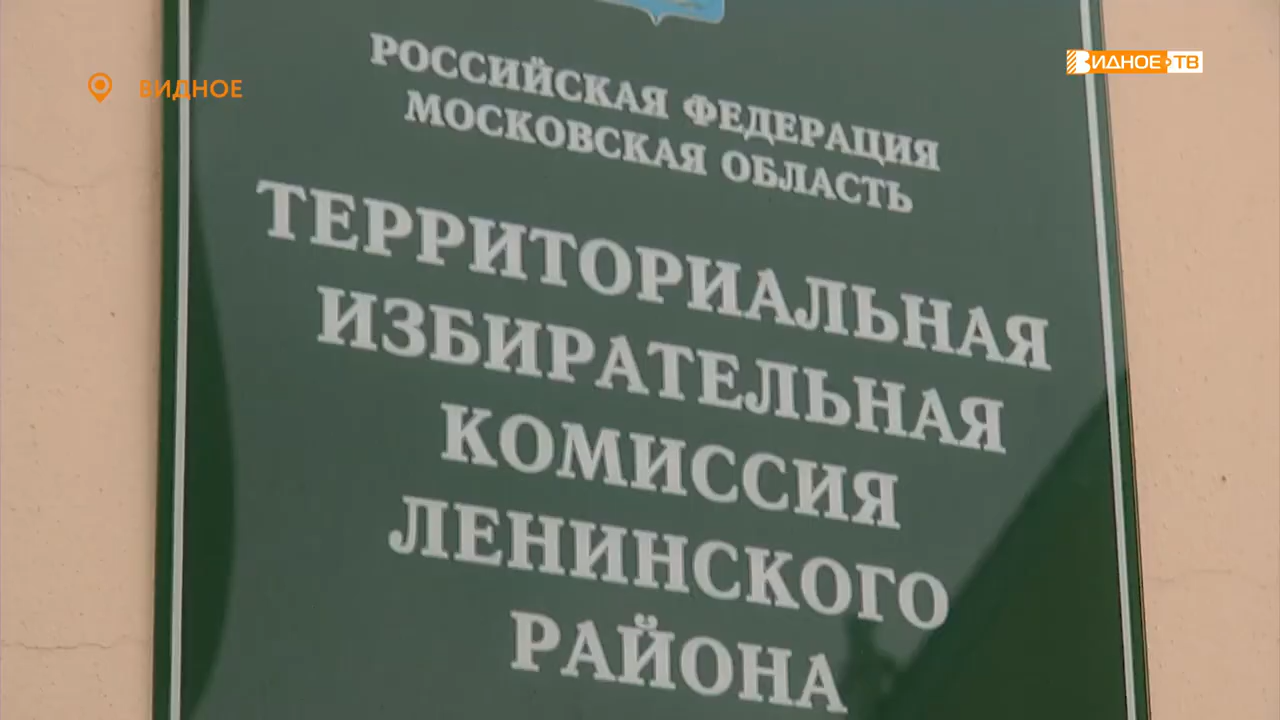 ВИДНОЕ
ВИДНОЕ ТВ
РОССИЙСКАЯ ФЕДЕРАЦИЯ
МОСКОВСКАЯ ОБЛАСТЬ
ТЕРРИТОРИАЛЬНАЯ
ИЗБИРАТЕЛЬНАЯ
КОМИССИЯ
ЛЕНИНСКОГО
РАЙОНА